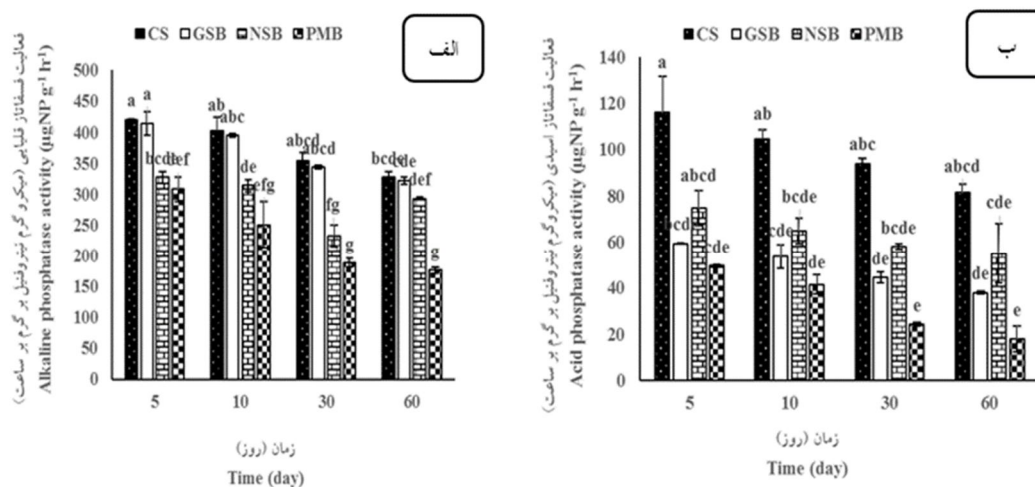 CS GSB NSB PMB
الف
فعالیت فسفاتاز قلیایی (میکروگرم نیتروفنیل بر گرم بر ساعت)
Alkaline phosphatase activity (µgNP g⁻¹ hr⁻¹)
500
450
400
350
300
250
200
150
100
50
0
a a bcde def
ab abc de efg
abcd abcd fg g
bcde cde def g
5 10 30 60
زمان (روز)
Time (day)
CS GSB NSB PMB
ب
فعالیت فسفاتاز اسیدی (میکروگرم نیتروفنیل بر گرم بر ساعت)
Acid phosphatase activity (µgNP g⁻¹ hr⁻¹)
140
120
100
80
60
40
20
0
a bcde abcd cde
ab cde bcde de
abc de bcde e
abcd de cde e
5 10 30 60
زمان (روز)
Time (day)